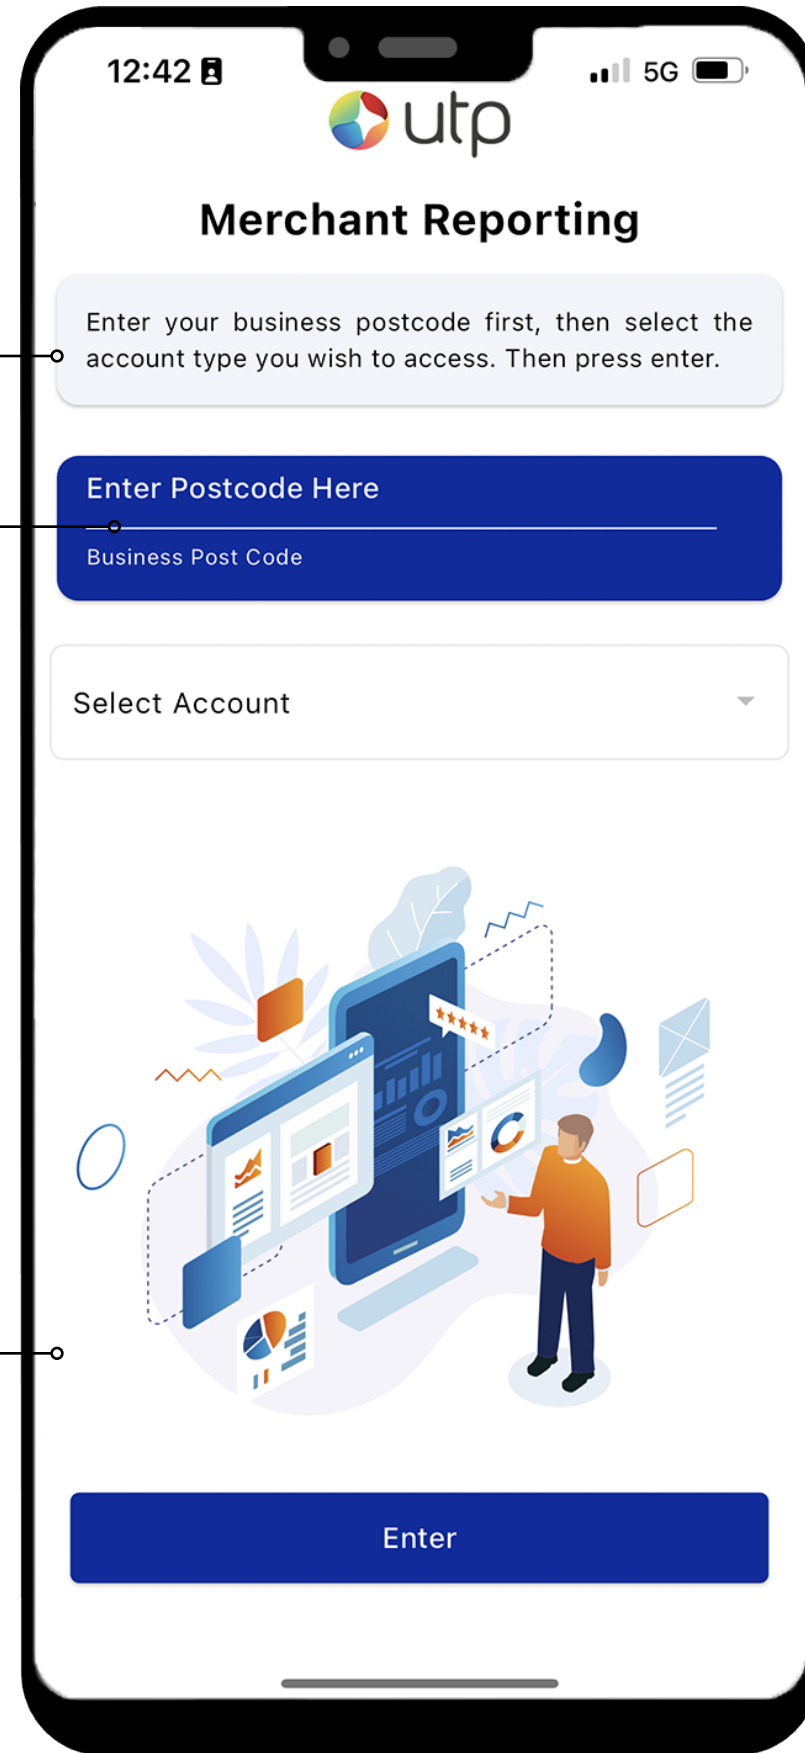 12:42
5G
utp
Merchant Reporting
Enter your business postcode first, then select the
account type you wish to access. Then press enter.
Enter Postcode Here
Business Post Code
Select Account
Enter